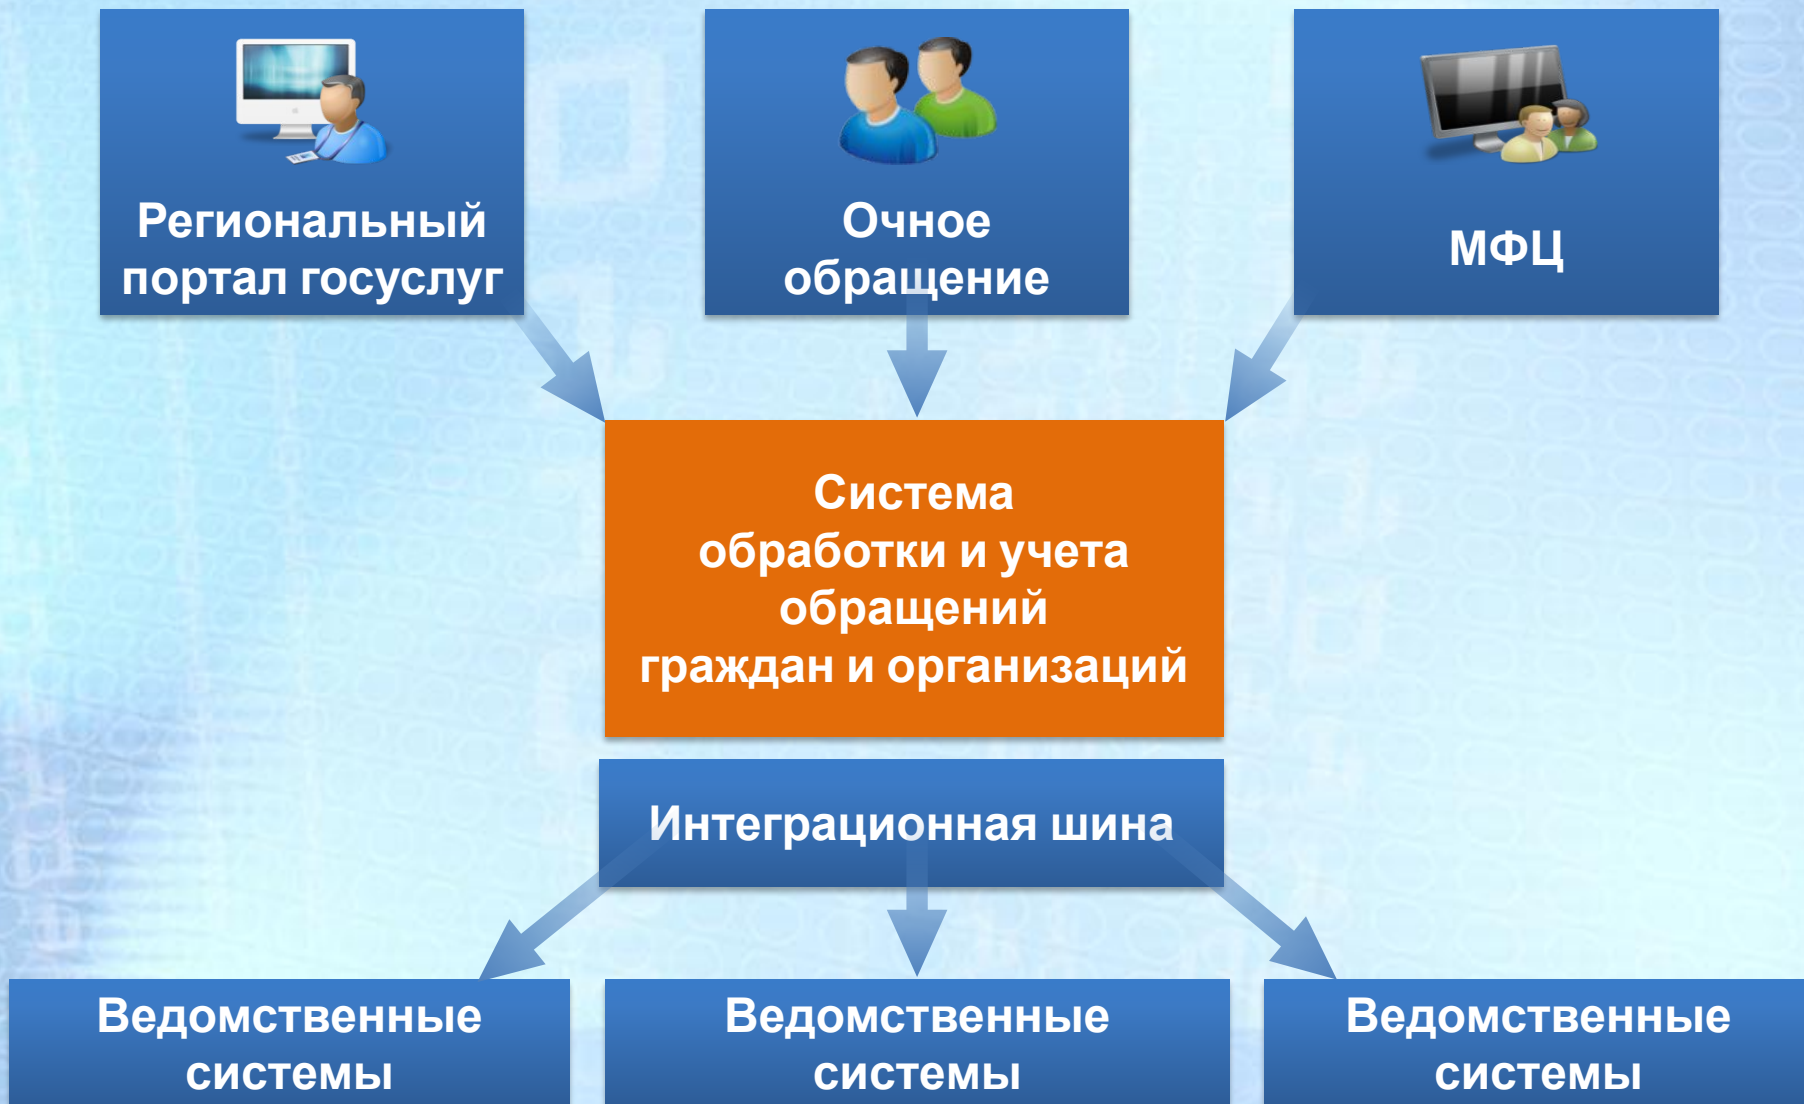 Региональный
портал госуслуг
Очное
обращение
МФЦ
Система
обработки и учета
обращений
граждан и организаций
Интеграционная шина
Ведомственные
системы
Ведомственные
системы
Ведомственные
системы